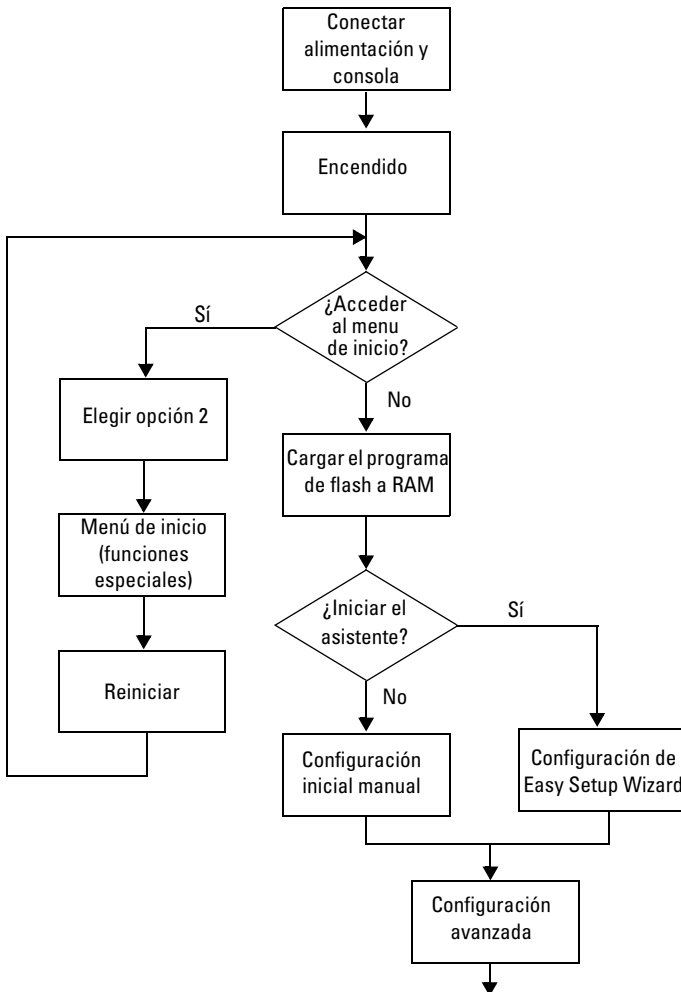 Conectar
alimentación y
consola
Encendido
¿Acceder
al menu
de inicio?
Sí
No
Elegir opción 2
Cargar el programa
de flash a RAM
Menú de inicio
(funciones
especiales)
¿Iniciar el
asistente?
Sí
No
Reiniciar
Configuración
inicial manual
Configuración de
Easy Setup Wizard
Configuración
avanzada